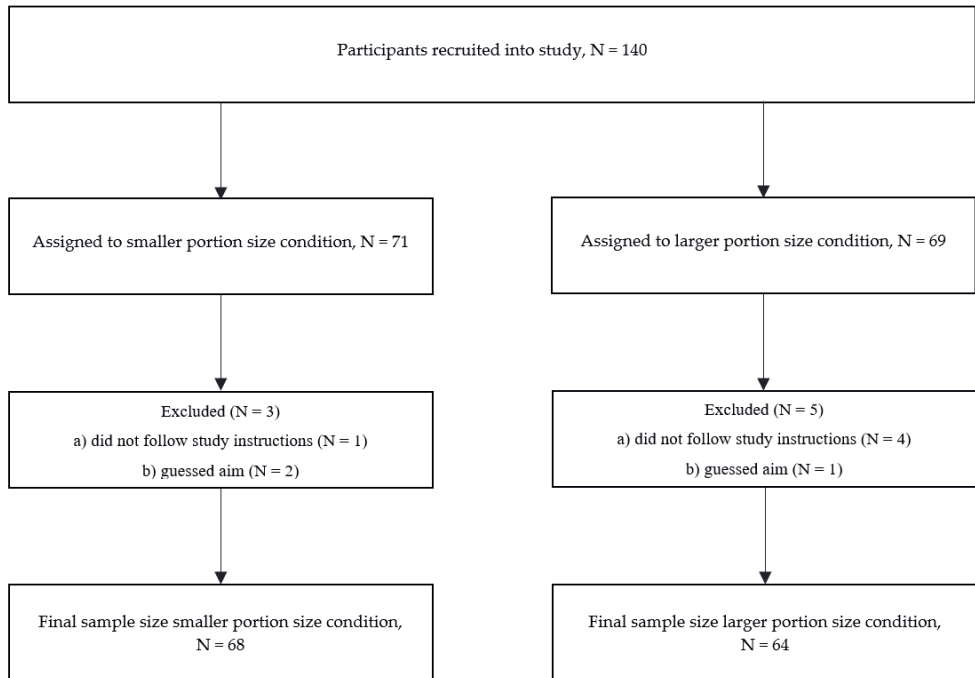 Participants recruited into study, N = 140
Assigned to smaller portion size condition, N = 71
Assigned to larger portion size condition, N = 69
Excluded (N = 3)
a) did not follow study instructions (N = 1)
b) guessed aim (N = 2)
Excluded (N = 5)
a) did not follow study instructions (N = 4)
b) guessed aim (N = 1)
Final sample size smaller portion size condition,
N = 68
Final sample size larger portion size condition,
N = 64